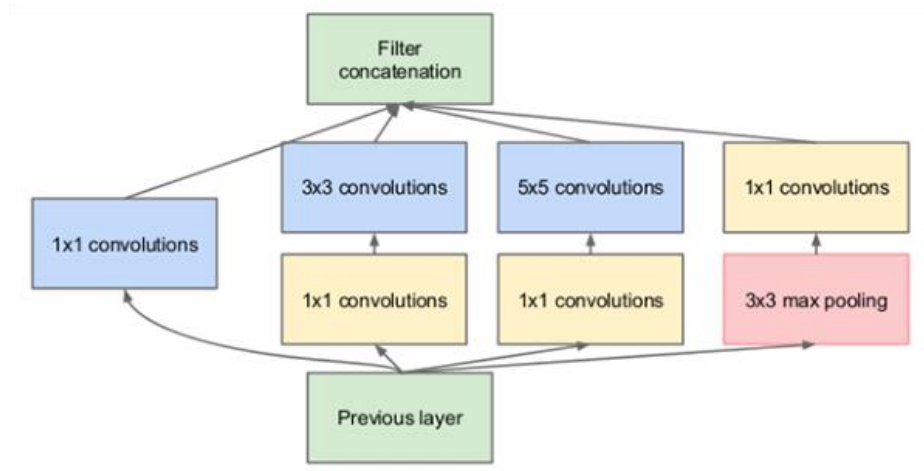 Filter
concatenation
3x3 convolutions
5x5 convolutions
1x1 convolutions
1x1 convolutions
1x1 convolutions
1x1 convolutions
3x3 max pooling
Previous layer